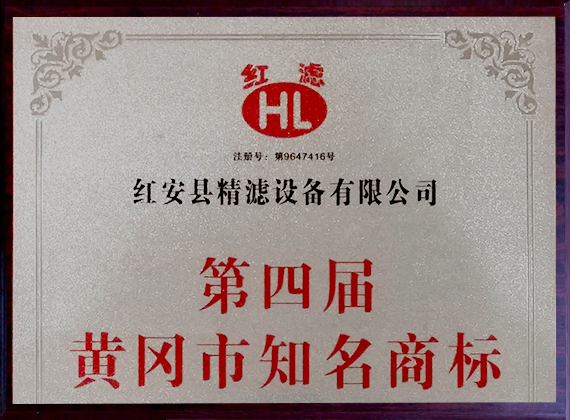 红滤
HL
注册号：第9647416号
红安县精滤设备有限公司
第四届
黄冈市知名商标